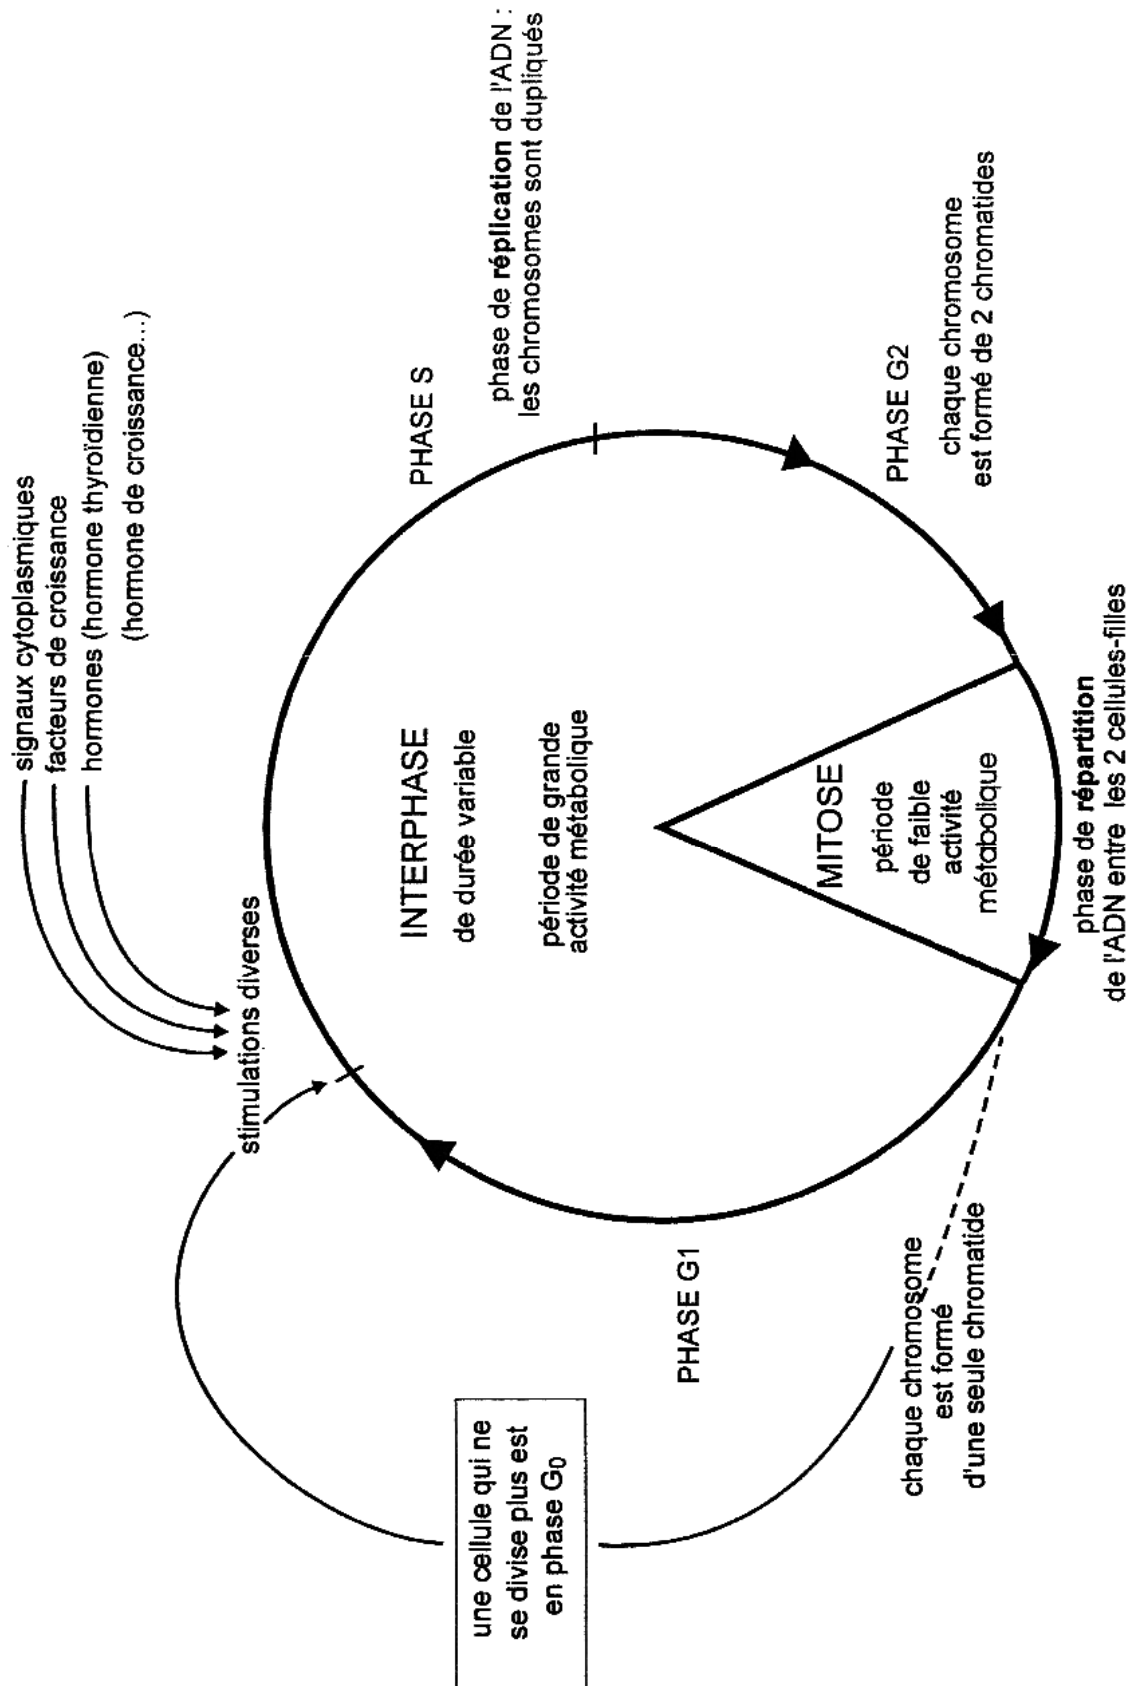 signaux cytoplasmiques
facteurs de croissance
hormones (hormone thyroïdienne)
(hormone de croissance...)
stimulations diverses
PHASE S
phase de réplication de l'ADN :
les chromosomes sont dupliqués
INTERPHASE
de durée variable
période de grande
activité métabolique
une cellule qui ne
se divise plus est
en phase G0
PHASE G1
MITOSE
période
de faible
activité
métabolique
PHASE G2
chaque chromosome
est formé de 2 chromatides
chaque chromosome
est formé
d'une seule chromatide
phase de répartition
de l'ADN entre les 2 cellules-filles